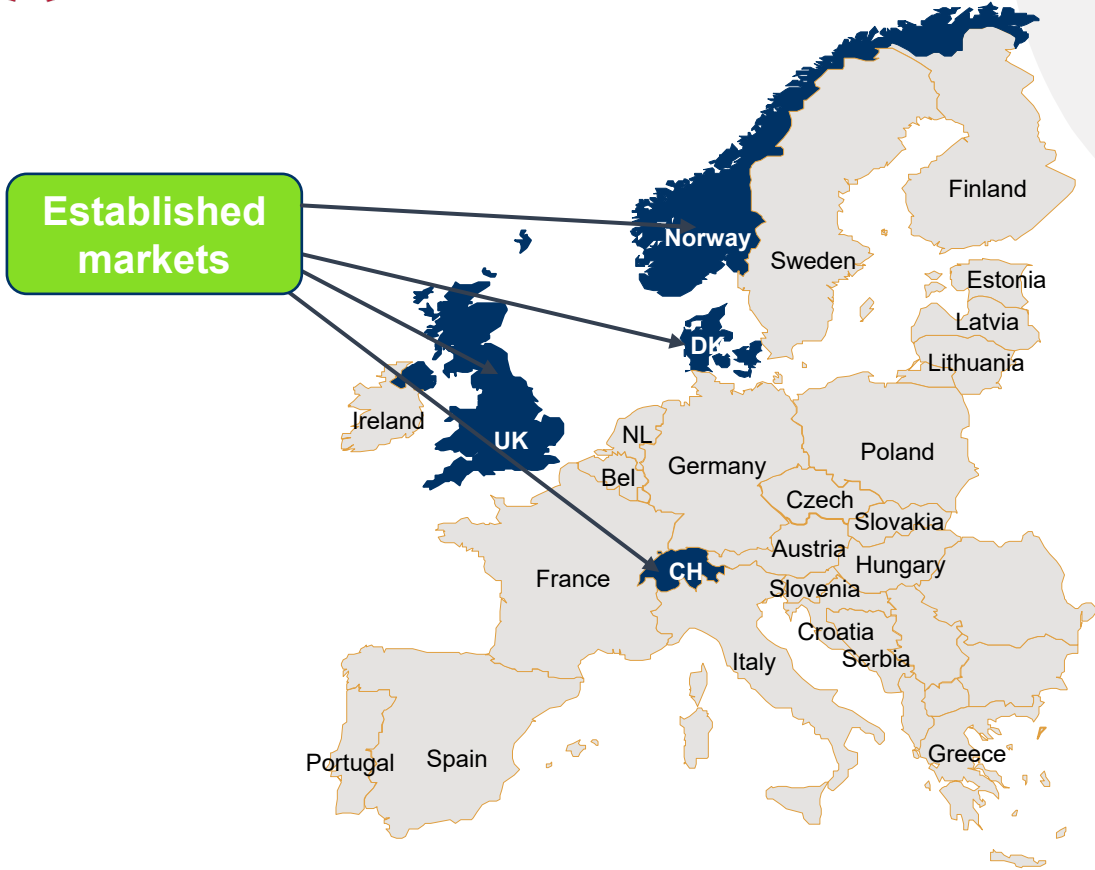 Established
markets
Norway
Finland
Sweden
Estonia
Latvia
Lithuania
DK
Ireland
UK
NL
Bel
Germany
Poland
Czech
Slovakia
Austria
Hungary
Slovenia
CH
France
Croatia
Serbia
Italy
Portugal
Spain
Greece